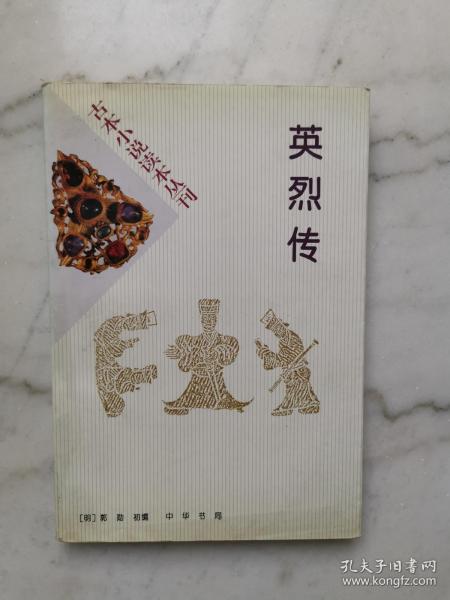 古本小说读本丛刊
英烈传
[明] 郭 勋 初编 中华书局
孔夫子旧书网
www.kongfz.com